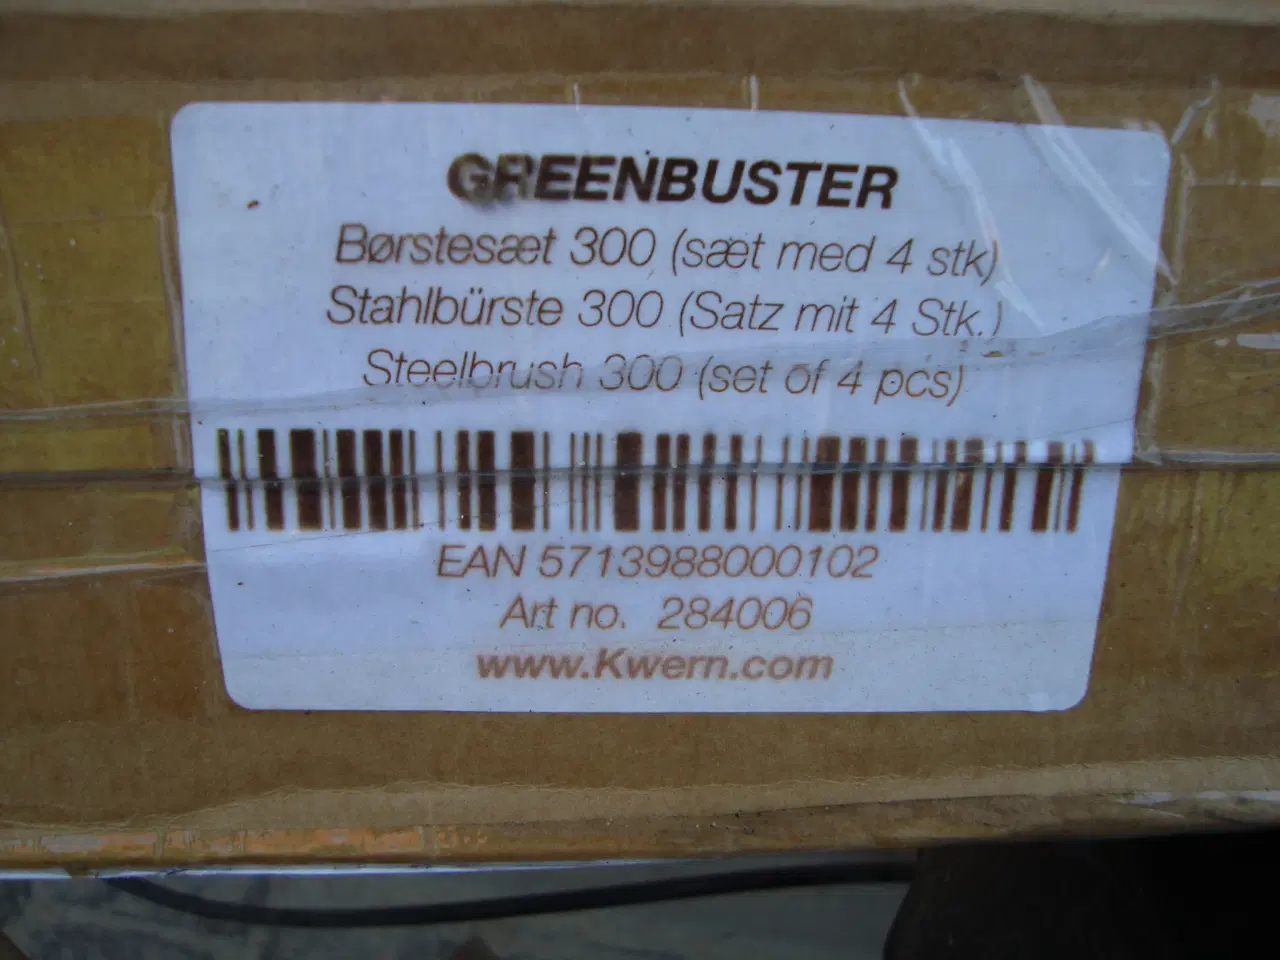 GREENBUSTER
Børstesæt 300 (sæt med 4 stk)
Stahlbürste 300 (Satz mit 4 Stk.)
Steelbrush 300 (set of 4 pcs)
EAN 5713988000102
Art no. 284006
www.Kwern.com